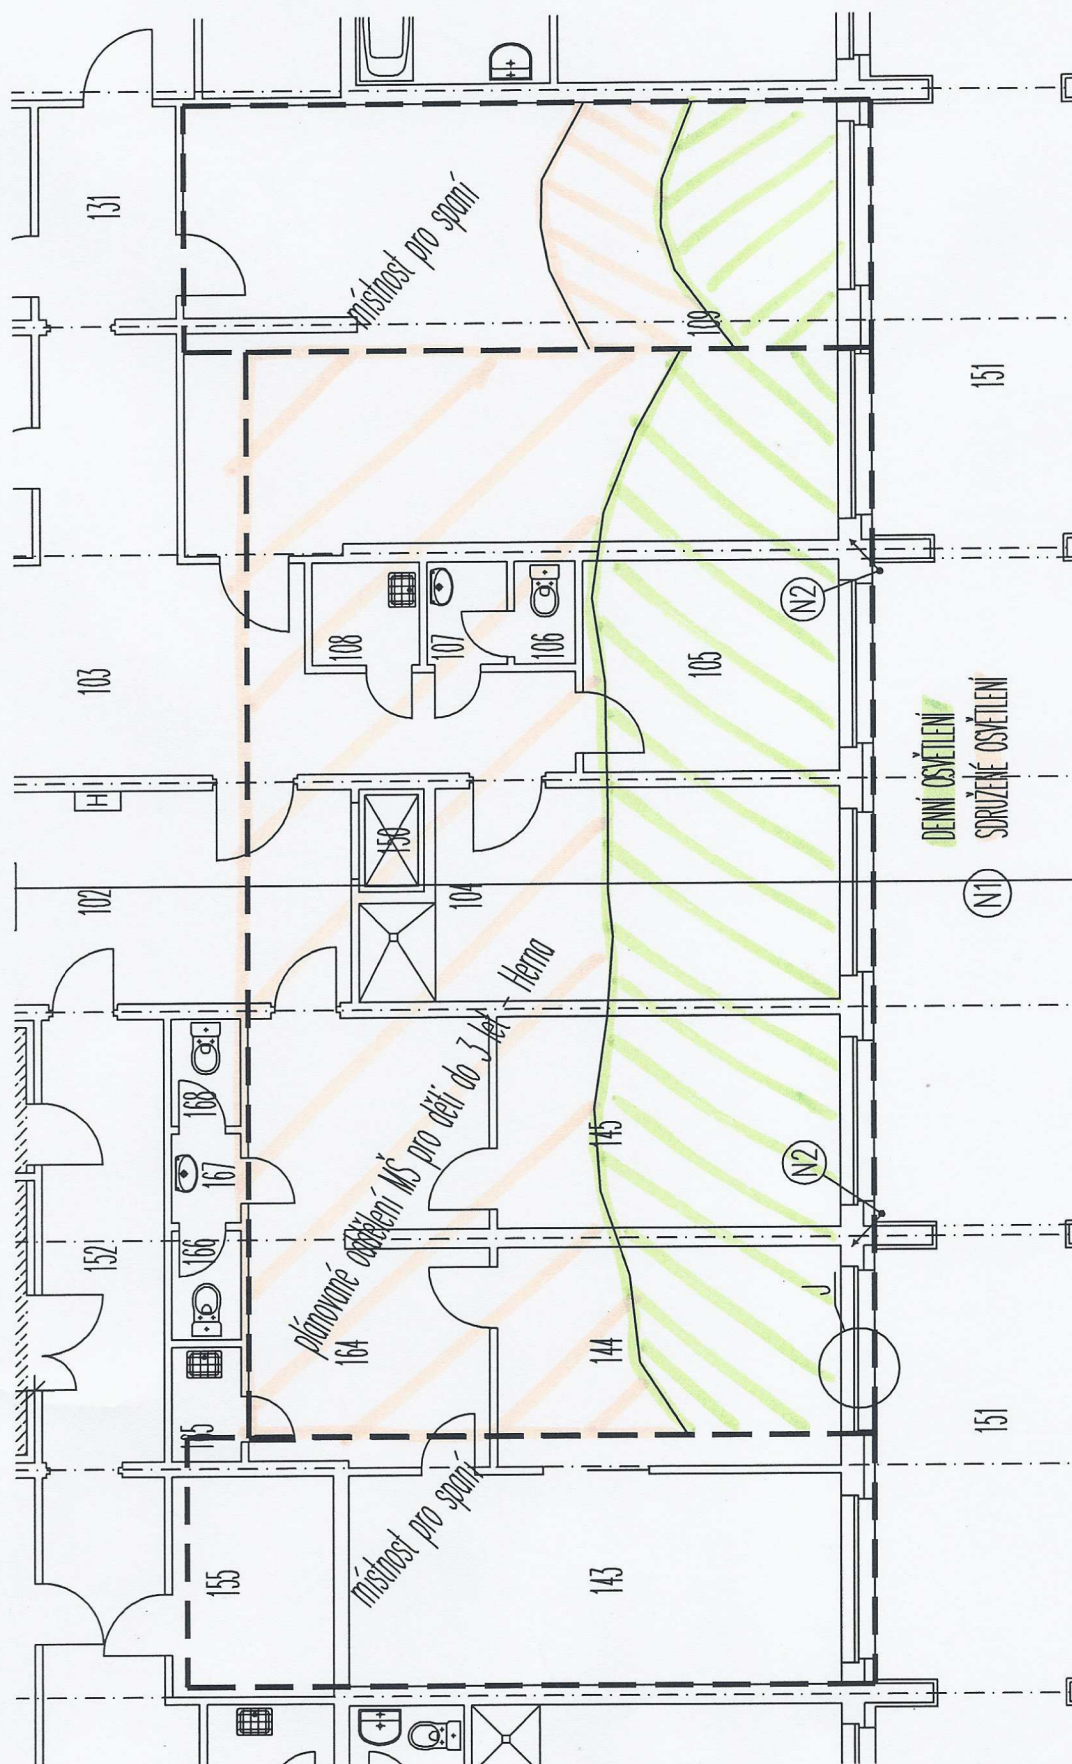 131
místnost pro spaní
109
151
103
108
107
106
105
N2
H
102
150
104
DENNÍ OSVĚTLENÍ
SDRUŽENÉ OSVĚTLENÍ
N1
plánované oddělení MŠ pro děti do 3 let - Herna
168
167
166
152
145
N2
164
144
J
165
151
místnost pro spaní
155
143